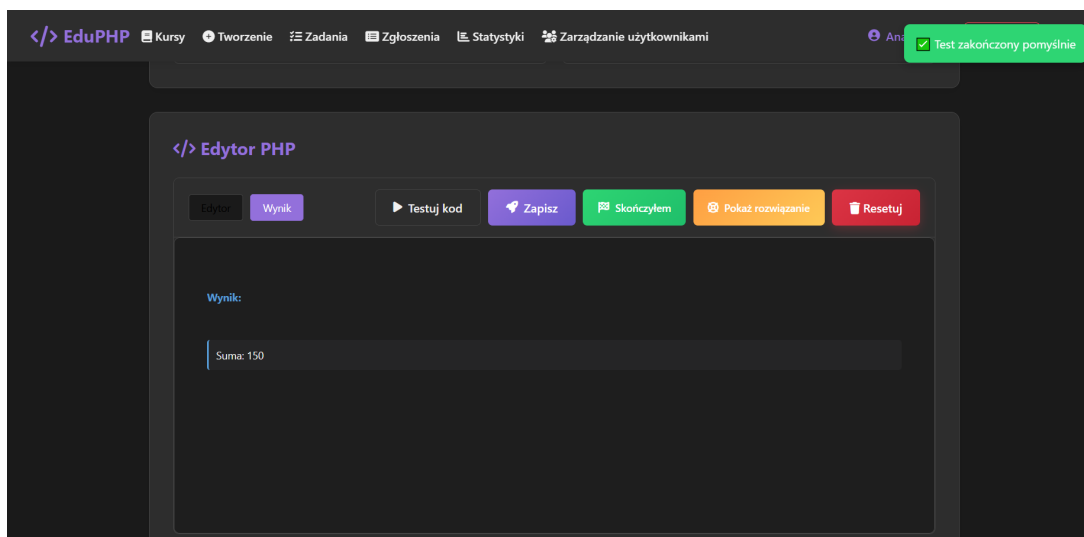 </> EduPHP Kursy Tworzenie Zadania Zgłoszenia Statystyki Zarządzanie użytkownikami
Test zakończony pomyślnie
</> Edytor PHP
Edytor Wynik Testuj kod Zapisz Skończyłem Pokaż rozwiązanie Resetuj
Wynik:
Suma: 150